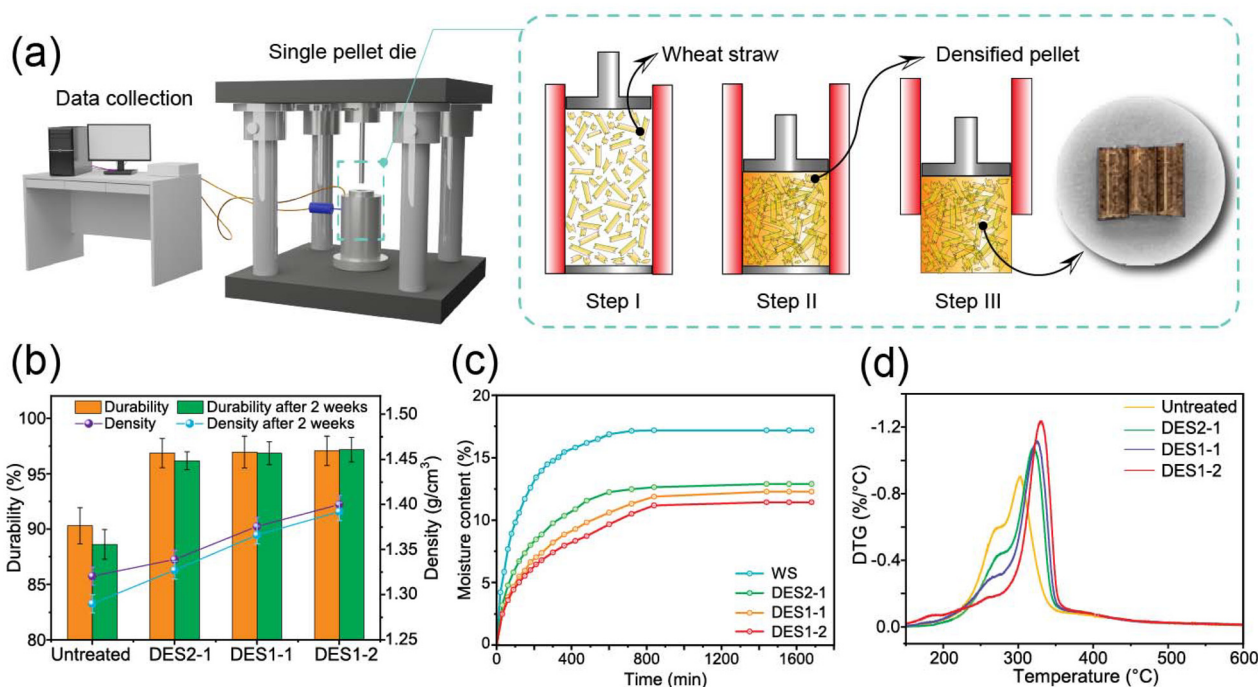 (a)
Data collection
Single pellet die
Wheat straw
Densified pellet
Step I
Step II
Step III
(b)
Durability
Durability after 2 weeks
Density
Density after 2 weeks
Durability (%)
100
95
90
85
80
Density (g/cm³)
1.50
1.45
1.40
1.35
1.30
1.25
Untreated DES2-1 DES1-1 DES1-2
(c)
Moisture content (%)
20
15
10
5
0
WS
DES2-1
DES1-1
DES1-2
0 400 800 1200 1600
Time (min)
(d)
DTG (%/°C)
-1.2
-0.8
-0.4
0.0
Untreated
DES2-1
DES1-1
DES1-2
200 300 400 500 600
Temperature (°C)